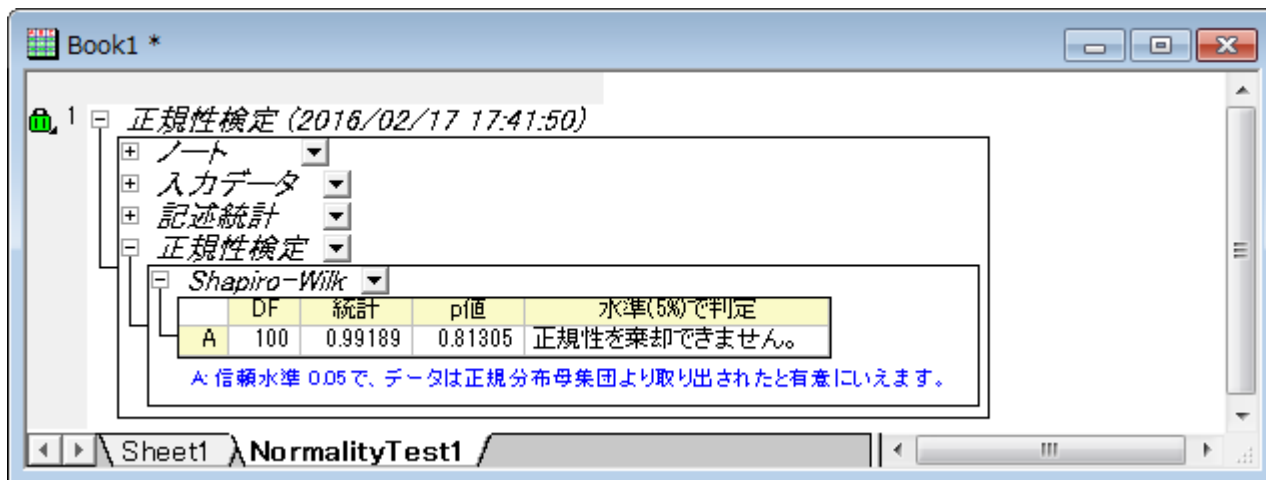 Book1 *
1 正規性検定 (2016/02/17 17:41:50)
ノート
入力データ
記述統計
正規性検定
Shapiro-Wilk
DF 統計 p値 水準(5%)で判定
A 100 0.99189 0.81305 正規性を棄却できません。
A: 信頼水準 0.05で、データは正規分布母集団より取り出されたと有意にいえます。
Sheet1 NormalityTest1